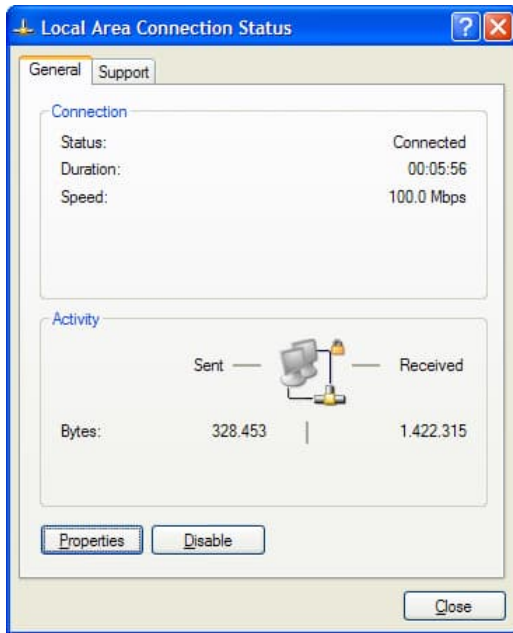 Local Area Connection Status
General Support
Connection
Status: Connected
Duration: 00:05:56
Speed: 100.0 Mbps
Activity
Sent Received
Bytes: 328.453 1.422.315
Properties Disable
Close